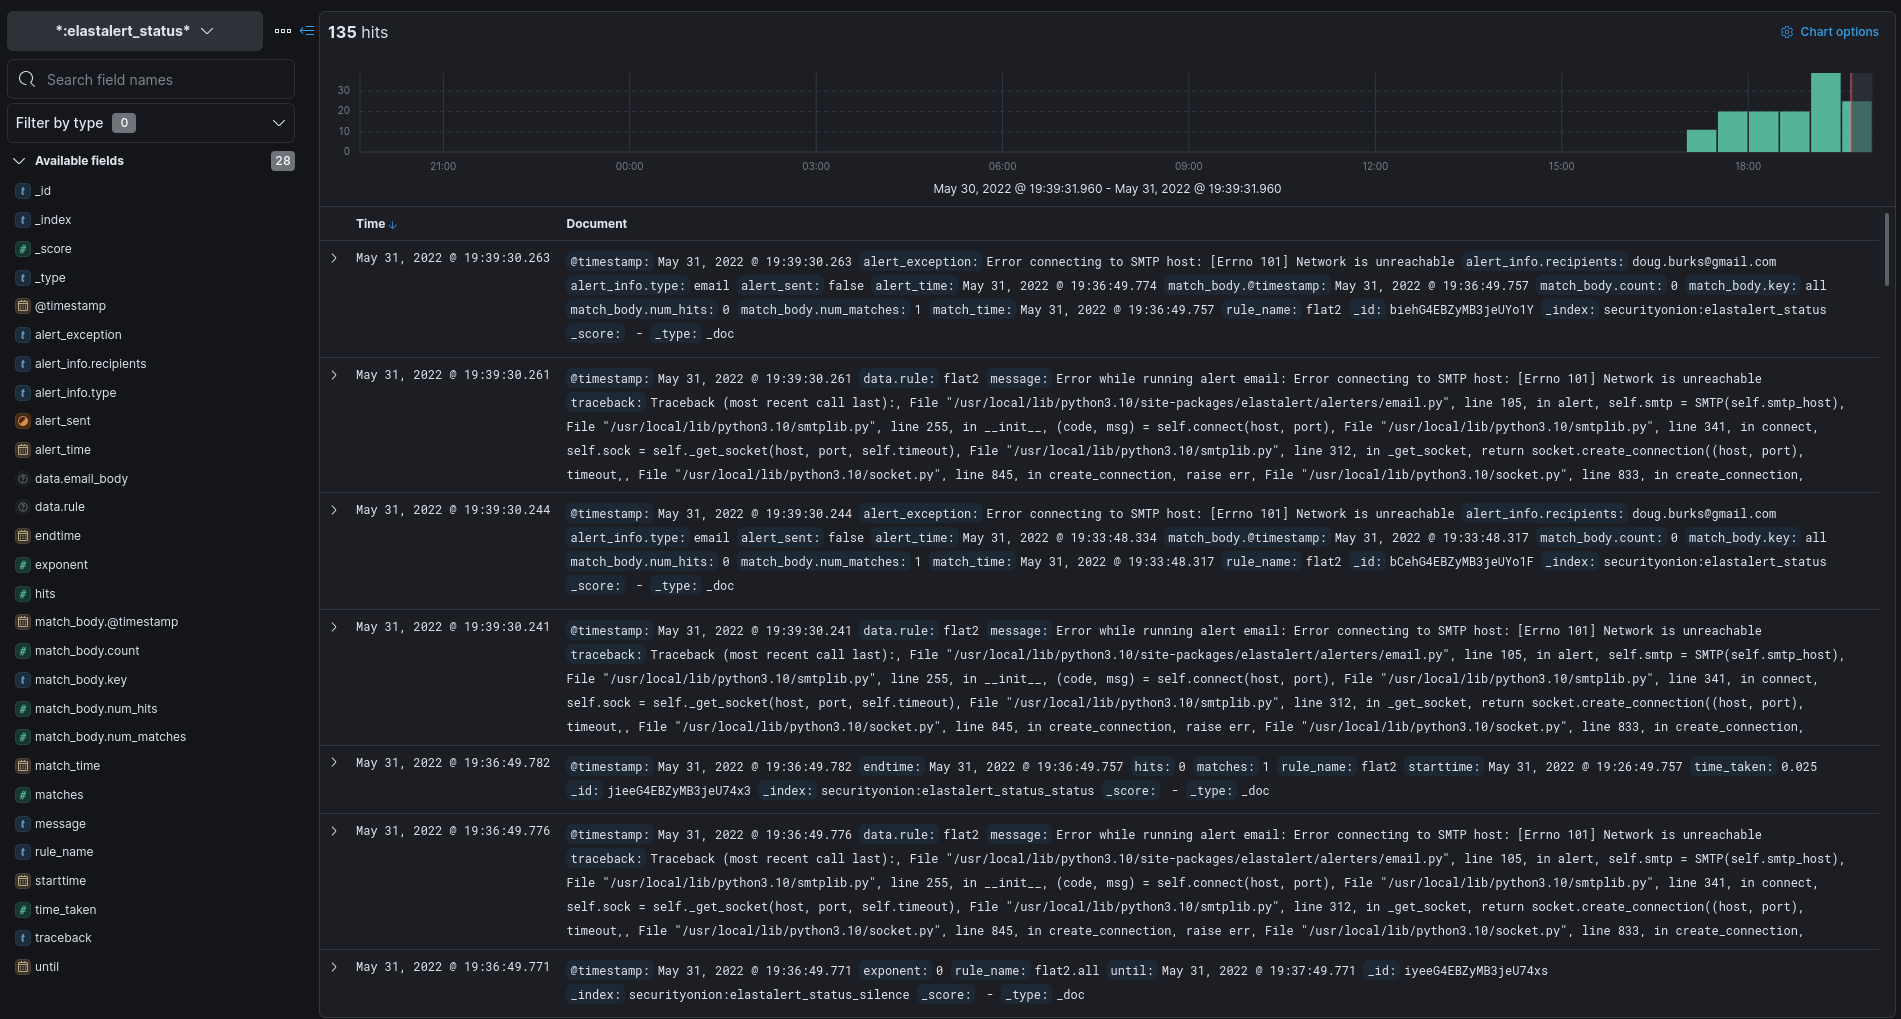 *:elastalert_status*
Search field names
Filter by type 0
Available fields 28
_id
_index
_score
_type
@timestamp
alert_exception
alert_info.recipients
alert_info.type
alert_sent
alert_time
data.email_body
data.rule
endtime
exponent
hits
match_body.@timestamp
match_body.count
match_body.key
match_body.num_hits
match_body.num_matches
match_time
matches
message
rule_name
starttime
time_taken
traceback
until
135 hits
Chart options
30
20
10
0
21:00 00:00 03:00 06:00 09:00 12:00 15:00 18:00
May 30, 2022 @ 19:39:31.960 - May 31, 2022 @ 19:39:31.960
Time Document
May 31, 2022 @ 19:39:30.263
@timestamp: May 31, 2022 @ 19:39:30.263 alert_exception: Error connecting to SMTP host: [Errno 101] Network is unreachable alert_info.recipients: doug.burks@gmail.com
alert_info.type: email alert_sent: false alert_time: May 31, 2022 @ 19:36:49.774 match_body.@timestamp: May 31, 2022 @ 19:36:49.757 match_body.count: 0 match_body.key: all
match_body.num_hits: 0 match_body.num_matches: 1 match_time: May 31, 2022 @ 19:36:49.757 rule_name: flat2 _id: biehG4EBZyMB3jeUYo1Y _index: securityonion:elastalert_status
_score: - _type: _doc
May 31, 2022 @ 19:39:30.261
@timestamp: May 31, 2022 @ 19:39:30.261 data.rule: flat2 message: Error while running alert email: Error connecting to SMTP host: [Errno 101] Network is unreachable
traceback: Traceback (most recent call last):, File "/usr/local/lib/python3.10/site-packages/elastalert/alerters/email.py", line 105, in alert, self.smtp = SMTP(self.smtp_host),
File "/usr/local/lib/python3.10/smtplib.py", line 255, in __init__, (code, msg) = self.connect(host, port), File "/usr/local/lib/python3.10/smtplib.py", line 341, in connect,
self.sock = self._get_socket(host, port, self.timeout), File "/usr/local/lib/python3.10/smtplib.py", line 312, in _get_socket, return socket.create_connection((host, port),
timeout,, File "/usr/local/lib/python3.10/socket.py", line 845, in create_connection, raise err, File "/usr/local/lib/python3.10/socket.py", line 833, in create_connection,
May 31, 2022 @ 19:39:30.244
@timestamp: May 31, 2022 @ 19:39:30.244 alert_exception: Error connecting to SMTP host: [Errno 101] Network is unreachable alert_info.recipients: doug.burks@gmail.com
alert_info.type: email alert_sent: false alert_time: May 31, 2022 @ 19:33:48.334 match_body.@timestamp: May 31, 2022 @ 19:33:48.317 match_body.count: 0 match_body.key: all
match_body.num_hits: 0 match_body.num_matches: 1 match_time: May 31, 2022 @ 19:33:48.317 rule_name: flat2 _id: bCehG4EBZyMB3jeUYo1F _index: securityonion:elastalert_status
_score: - _type: _doc
May 31, 2022 @ 19:39:30.241
@timestamp: May 31, 2022 @ 19:39:30.241 data.rule: flat2 message: Error while running alert email: Error connecting to SMTP host: [Errno 101] Network is unreachable
traceback: Traceback (most recent call last):, File "/usr/local/lib/python3.10/site-packages/elastalert/alerters/email.py", line 105, in alert, self.smtp = SMTP(self.smtp_host),
File "/usr/local/lib/python3.10/smtplib.py", line 255, in __init__, (code, msg) = self.connect(host, port), File "/usr/local/lib/python3.10/smtplib.py", line 341, in connect,
self.sock = self._get_socket(host, port, self.timeout), File "/usr/local/lib/python3.10/smtplib.py", line 312, in _get_socket, return socket.create_connection((host, port),
timeout,, File "/usr/local/lib/python3.10/socket.py", line 845, in create_connection, raise err, File "/usr/local/lib/python3.10/socket.py", line 833, in create_connection,
May 31, 2022 @ 19:36:49.782
@timestamp: May 31, 2022 @ 19:36:49.782 endtime: May 31, 2022 @ 19:36:49.757 hits: 0 matches: 1 rule_name: flat2 starttime: May 31, 2022 @ 19:26:49.757 time_taken: 0.025
_id: jieeG4EBZyMB3jeU74x3 _index: securityonion:elastalert_status_status _score: - _type: _doc
May 31, 2022 @ 19:36:49.776
@timestamp: May 31, 2022 @ 19:36:49.776 data.rule: flat2 message: Error while running alert email: Error connecting to SMTP host: [Errno 101] Network is unreachable
traceback: Traceback (most recent call last):, File "/usr/local/lib/python3.10/site-packages/elastalert/alerters/email.py", line 105, in alert, self.smtp = SMTP(self.smtp_host),
File "/usr/local/lib/python3.10/smtplib.py", line 255, in __init__, (code, msg) = self.connect(host, port), File "/usr/local/lib/python3.10/smtplib.py", line 341, in connect,
self.sock = self._get_socket(host, port, self.timeout), File "/usr/local/lib/python3.10/smtplib.py", line 312, in _get_socket, return socket.create_connection((host, port),
timeout,, File "/usr/local/lib/python3.10/socket.py", line 845, in create_connection, raise err, File "/usr/local/lib/python3.10/socket.py", line 833, in create_connection,
May 31, 2022 @ 19:36:49.771
@timestamp: May 31, 2022 @ 19:36:49.771 exponent: 0 rule_name: flat2.all until: May 31, 2022 @ 19:37:49.771 _id: iyeeG4EBZyMB3jeU74xs
_index: securityonion:elastalert_status_silence _score: - _type: _doc